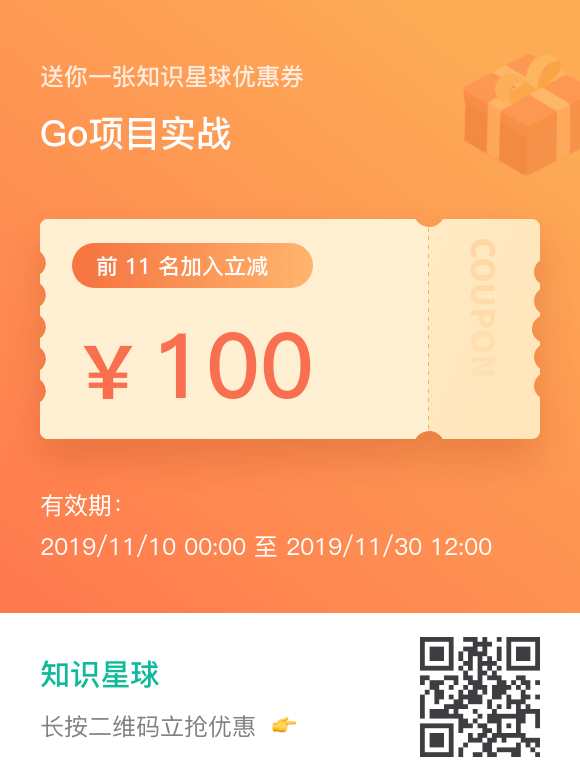 送你一张知识星球优惠券
Go项目实战
前 11 名加入立减
¥ 100
COUPON
有效期：
2019/11/10 00:00 至 2019/11/30 12:00
知识星球
长按二维码立抢优惠 👉